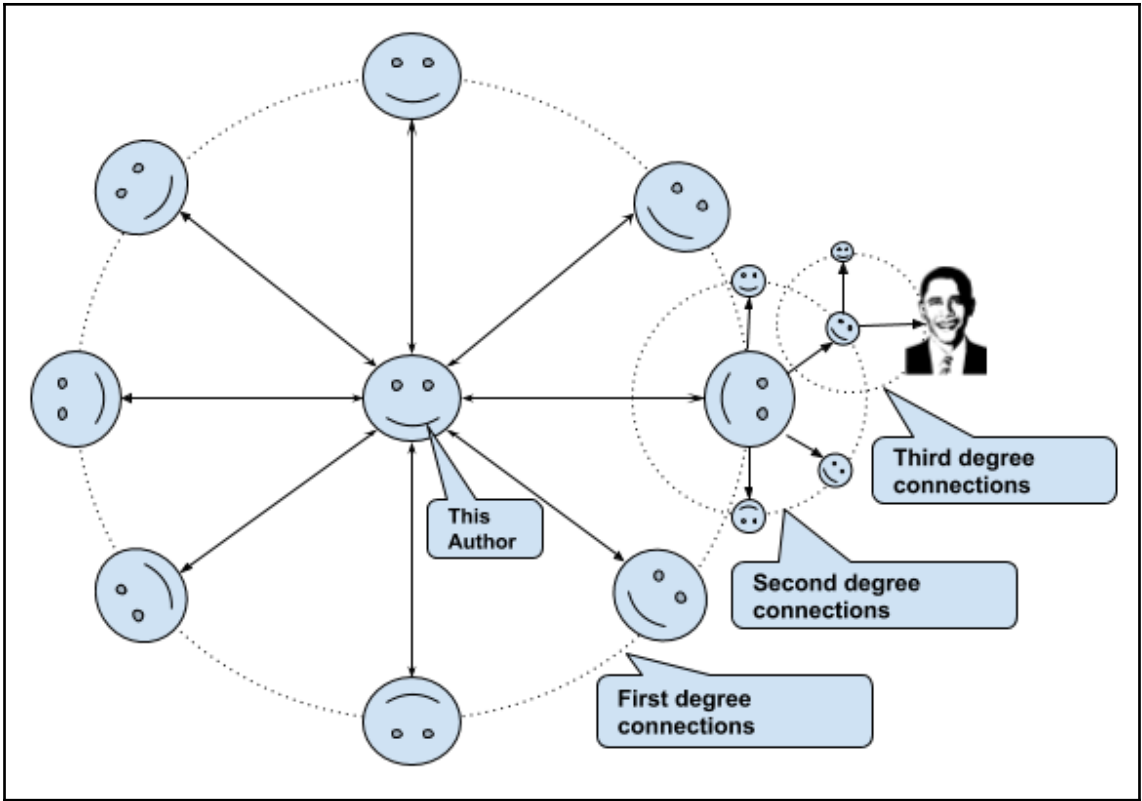 Third degree
connections
This
Author
Second degree
connections
First degree
connections